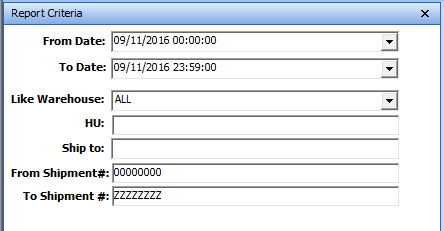 Report Criteria
From Date: 09/11/2016 00:00:00
To Date: 09/11/2016 23:59:00
Like Warehouse: ALL
HU:
Ship to:
From Shipment#: 00000000
To Shipment #: ZZZZZZZZ